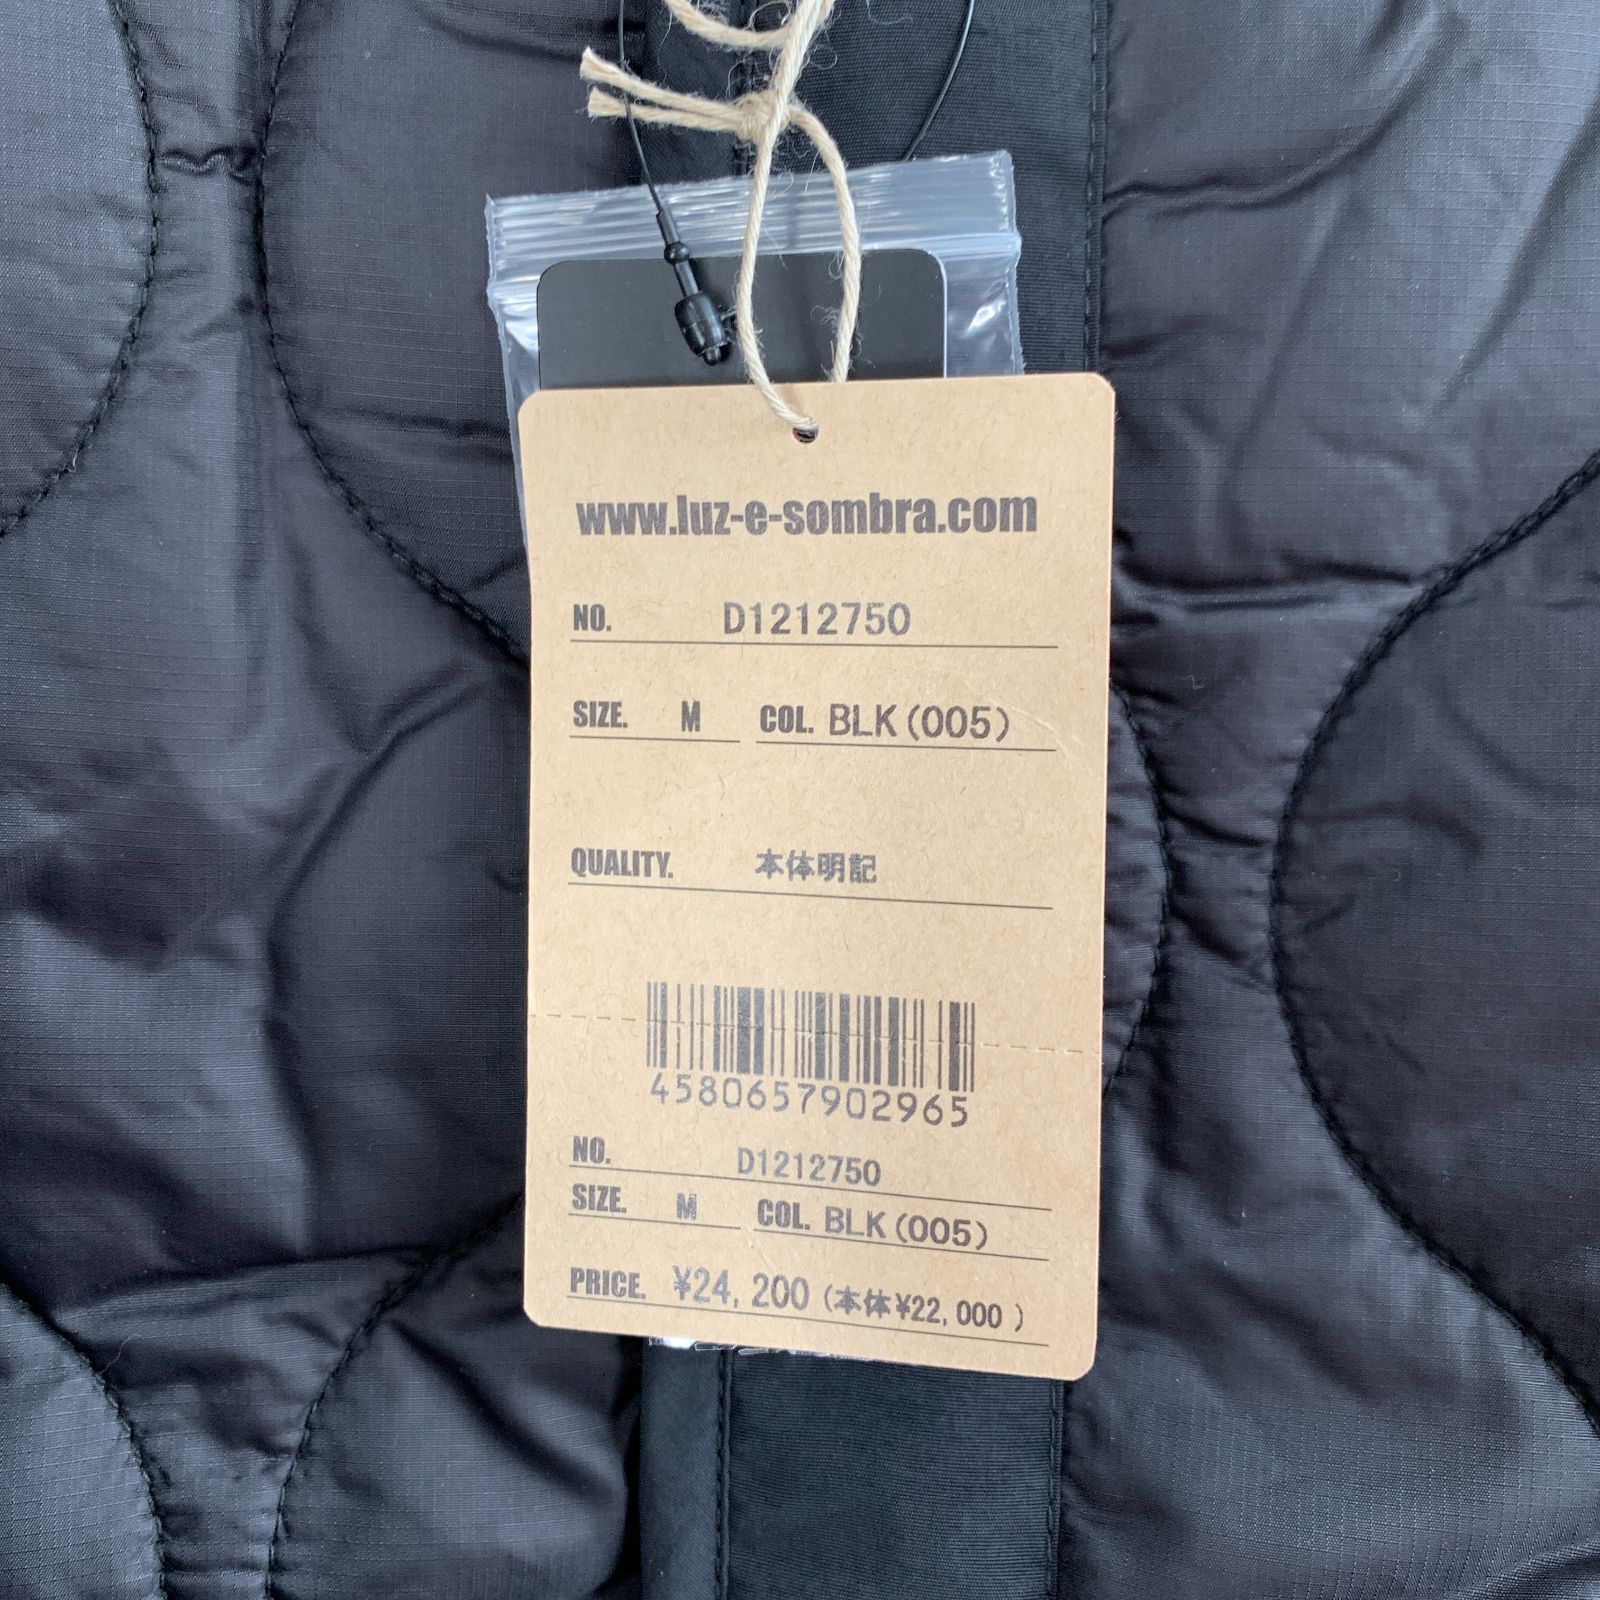 www.luz-e-sombra.com
NO. D1212750
SIZE. M COL. BLK(005)
QUALITY. 本体明記
4580657902965
NO. D1212750
SIZE. M COL. BLK(005)
PRICE. ¥24,200(本体¥22,000)